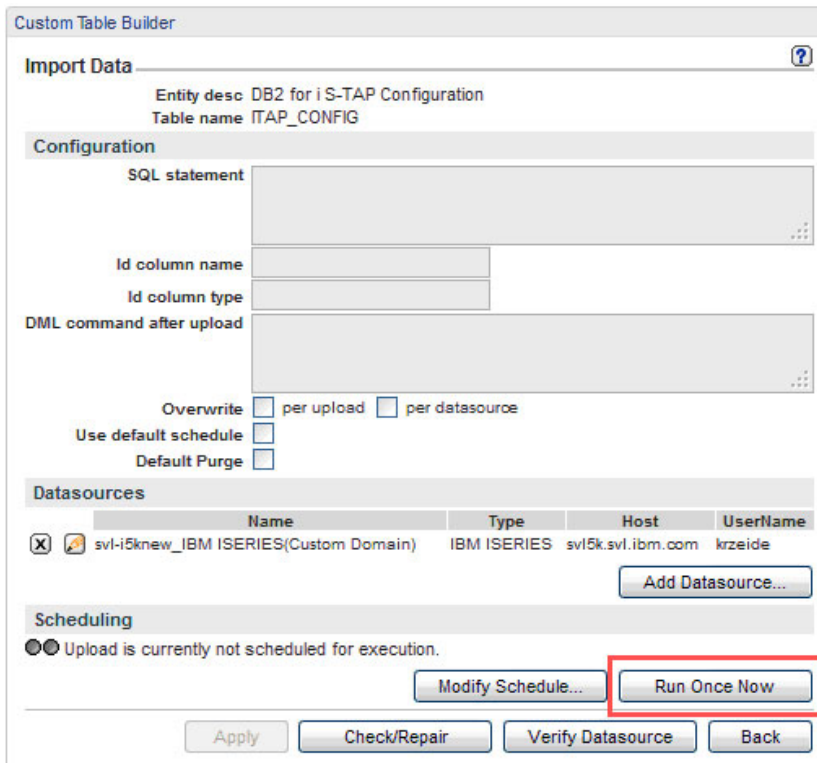 Custom Table Builder
Import Data
?
Entity desc DB2 for i S-TAP Configuration
Table name ITAP_CONFIG
Configuration
SQL statement
Id column name
Id column type
DML command after upload
Overwrite per upload per datasource
Use default schedule
Default Purge
Datasources
Name Type Host UserName
X svl-i5knew_IBM ISERIES(Custom Domain) IBM ISERIES svl5k.svl.ibm.com krzeide
Add Datasource...
Scheduling
Upload is currently not scheduled for execution.
Modify Schedule... Run Once Now
Apply Check/Repair Verify Datasource Back